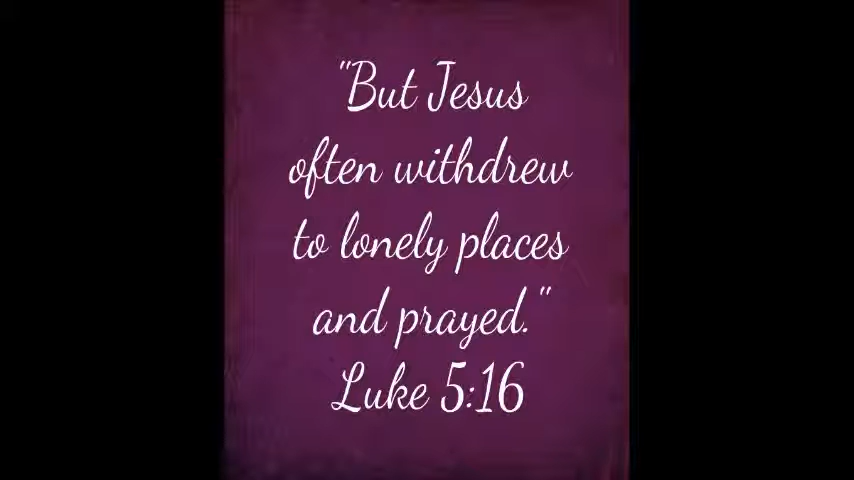 "But Jesus
often withdrew
to lonely places
and prayed."
Luke 5:16